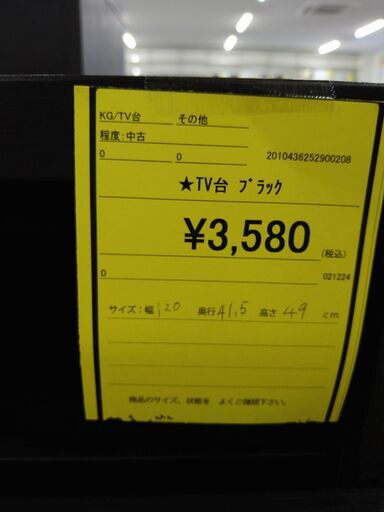 KG/TV台 その他
程度:中古
0 0 2010436252900208
★TV台 ﾌﾞﾗｯｸ
¥3,580 (税込)
0 021224
サイズ:幅 120 奥行 41.5 高さ 49 cm
商品のサイズ、状態を よくご確認下さい。